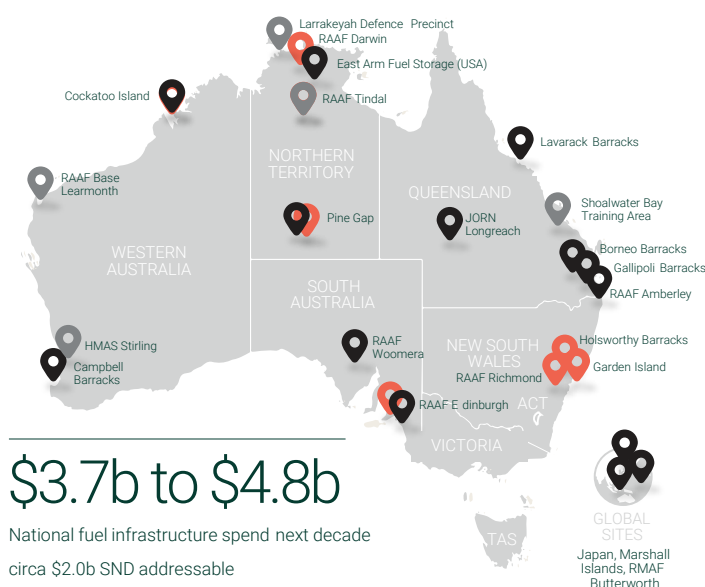 Larrakeyah Defence Precinct
RAAF Darwin
East Arm Fuel Storage (USA)
Cockatoo Island
RAAF Tindal
Lavarack Barracks
NORTHERN
TERRITORY
RAAF Base
Learmonth
QUEENSLAND
Shoalwater Bay
Training Area
Pine Gap
JORN
Longreach
WESTERN
AUSTRALIA
Borneo Barracks
Gallipoli Barracks
SOUTH
AUSTRALIA
RAAF Amberley
HMAS Stirling
RAAF
Woomera
NEW SOUTH
WALES
Holsworthy Barracks
Campbell
Barracks
Garden Island
RAAF Richmond
RAAF E dinburgh
ACT
VICTORIA
$3.7b to $4.8b
National fuel infrastructure spend next decade
circa $2.0b SND addressable
TAS
GLOBAL
SITES
Japan, Marshall
Islands, RMAF
Butterworth